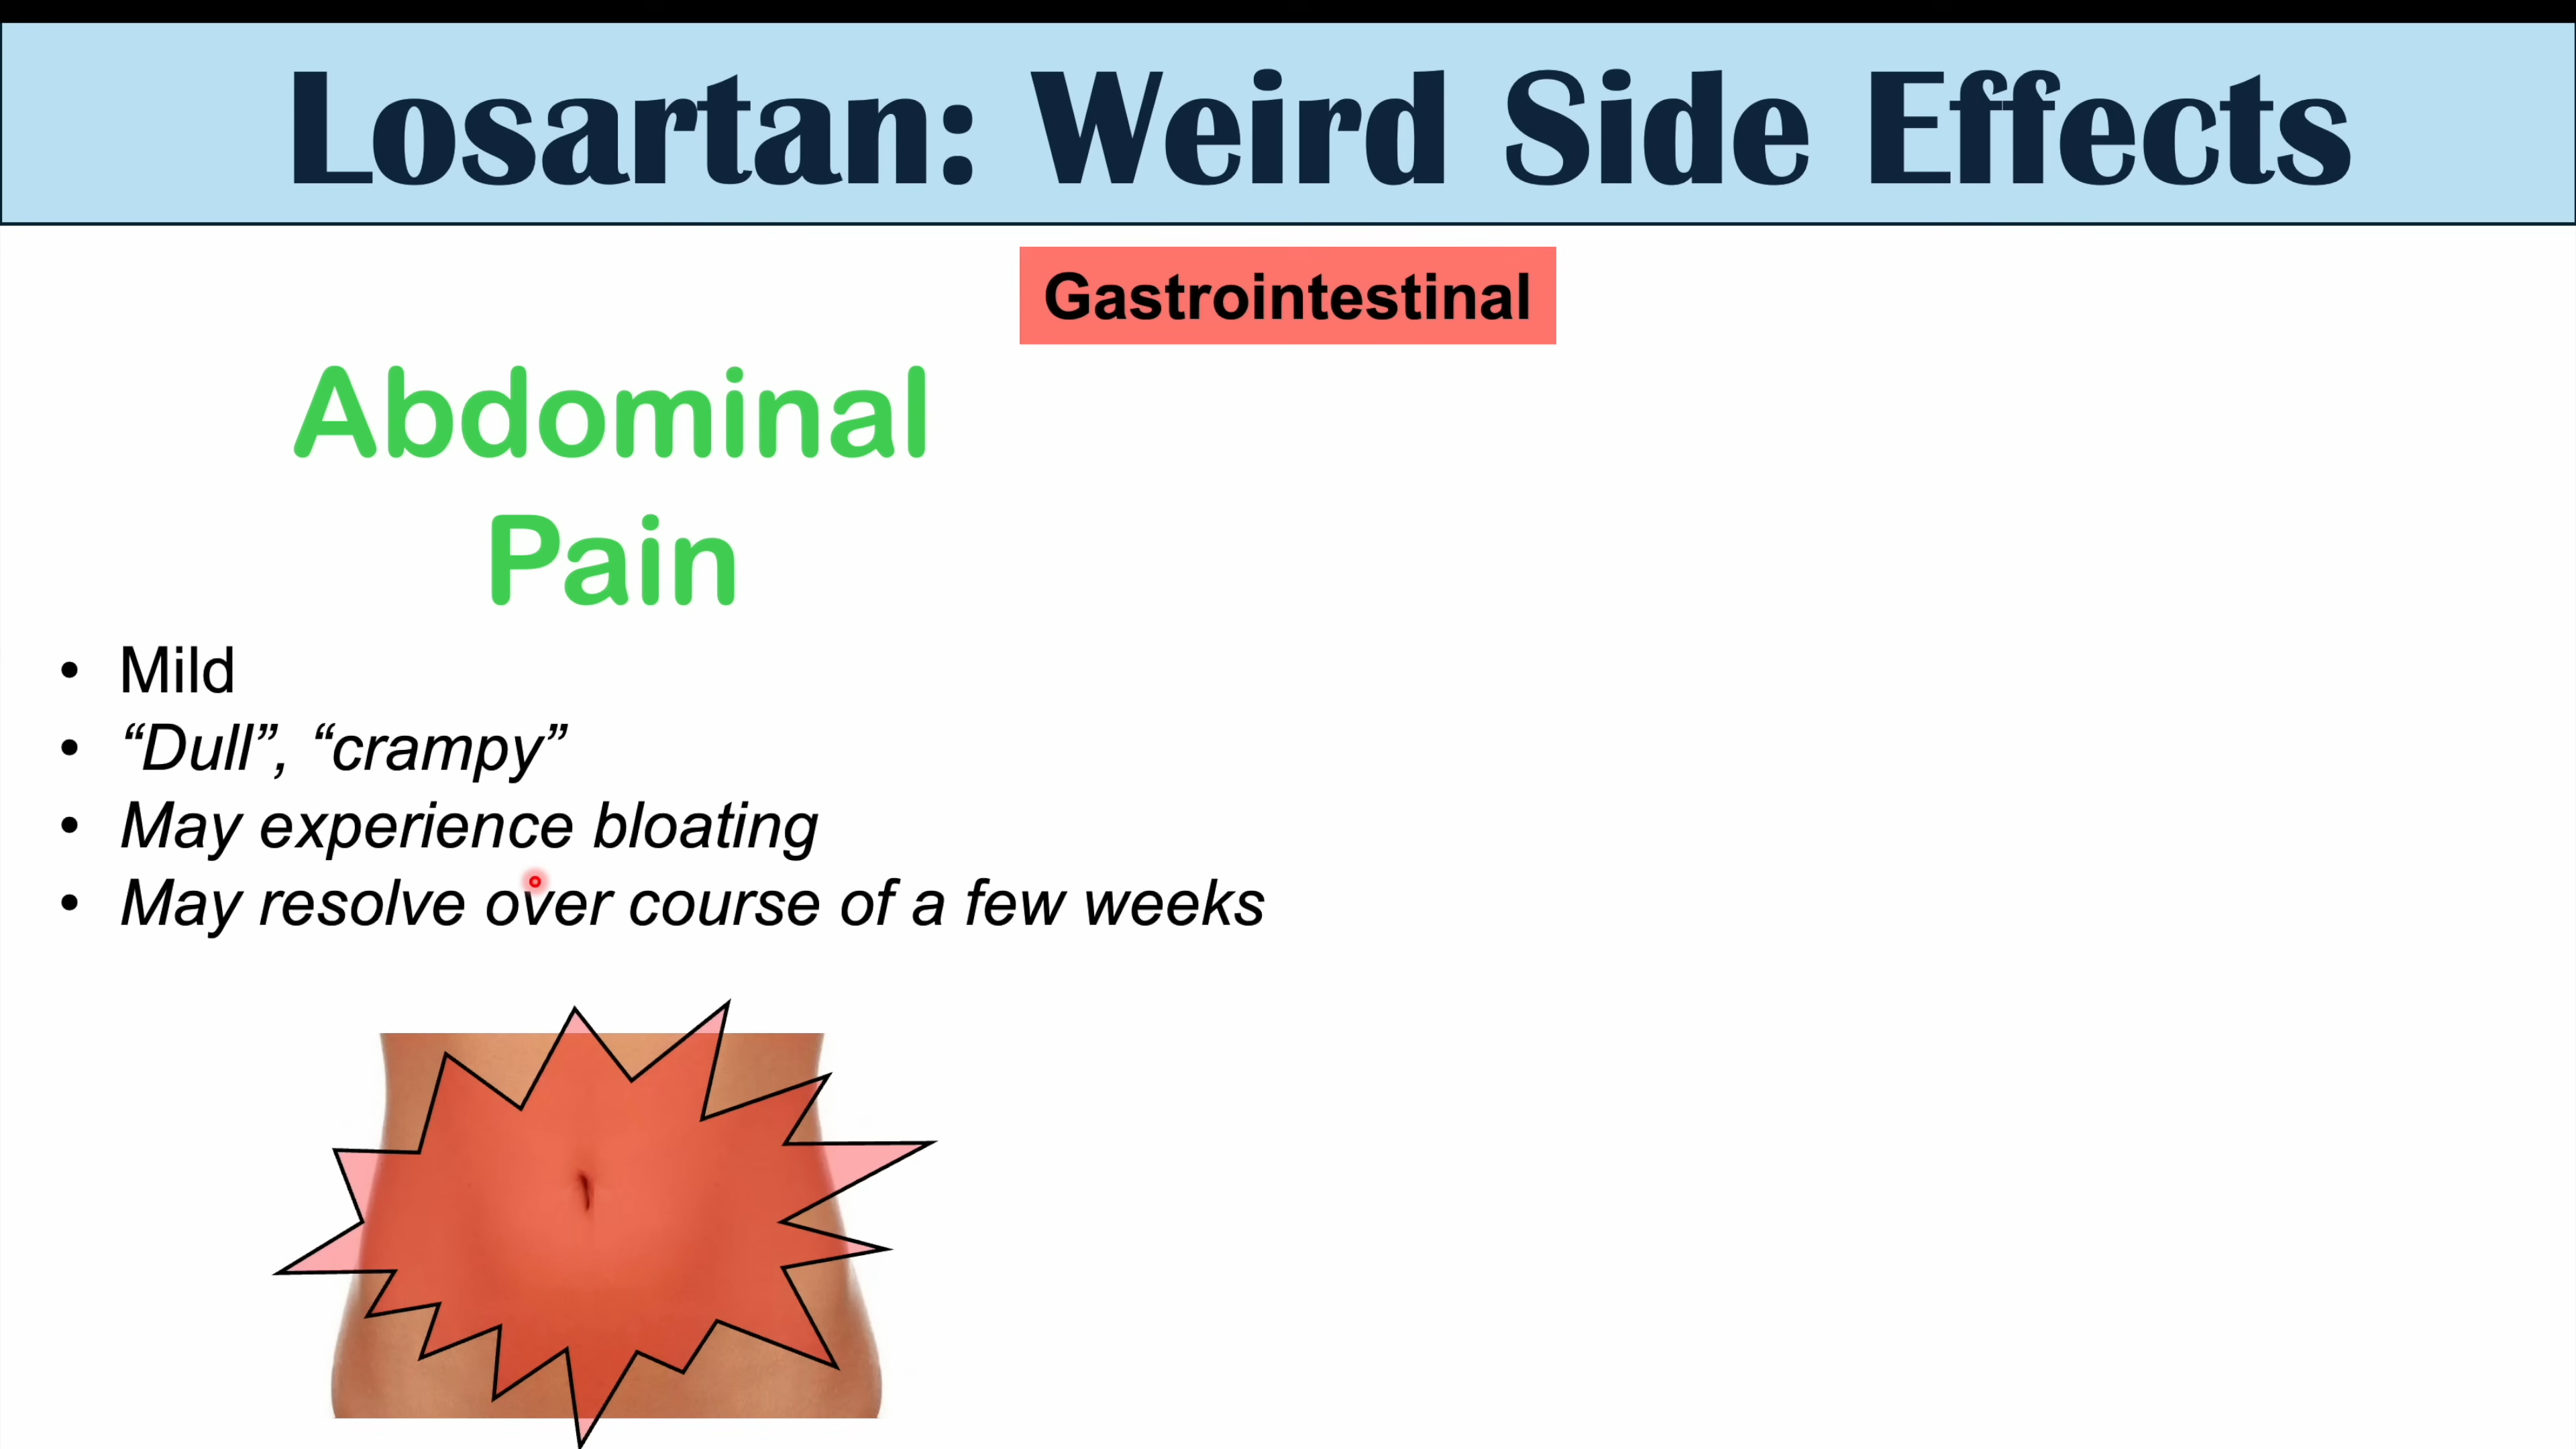 Losartan: Weird Side Effects
Gastrointestinal
Abdominal
Pain
• Mild
• “Dull”, “crampy”
• May experience bloating
• May resolve over course of a few weeks